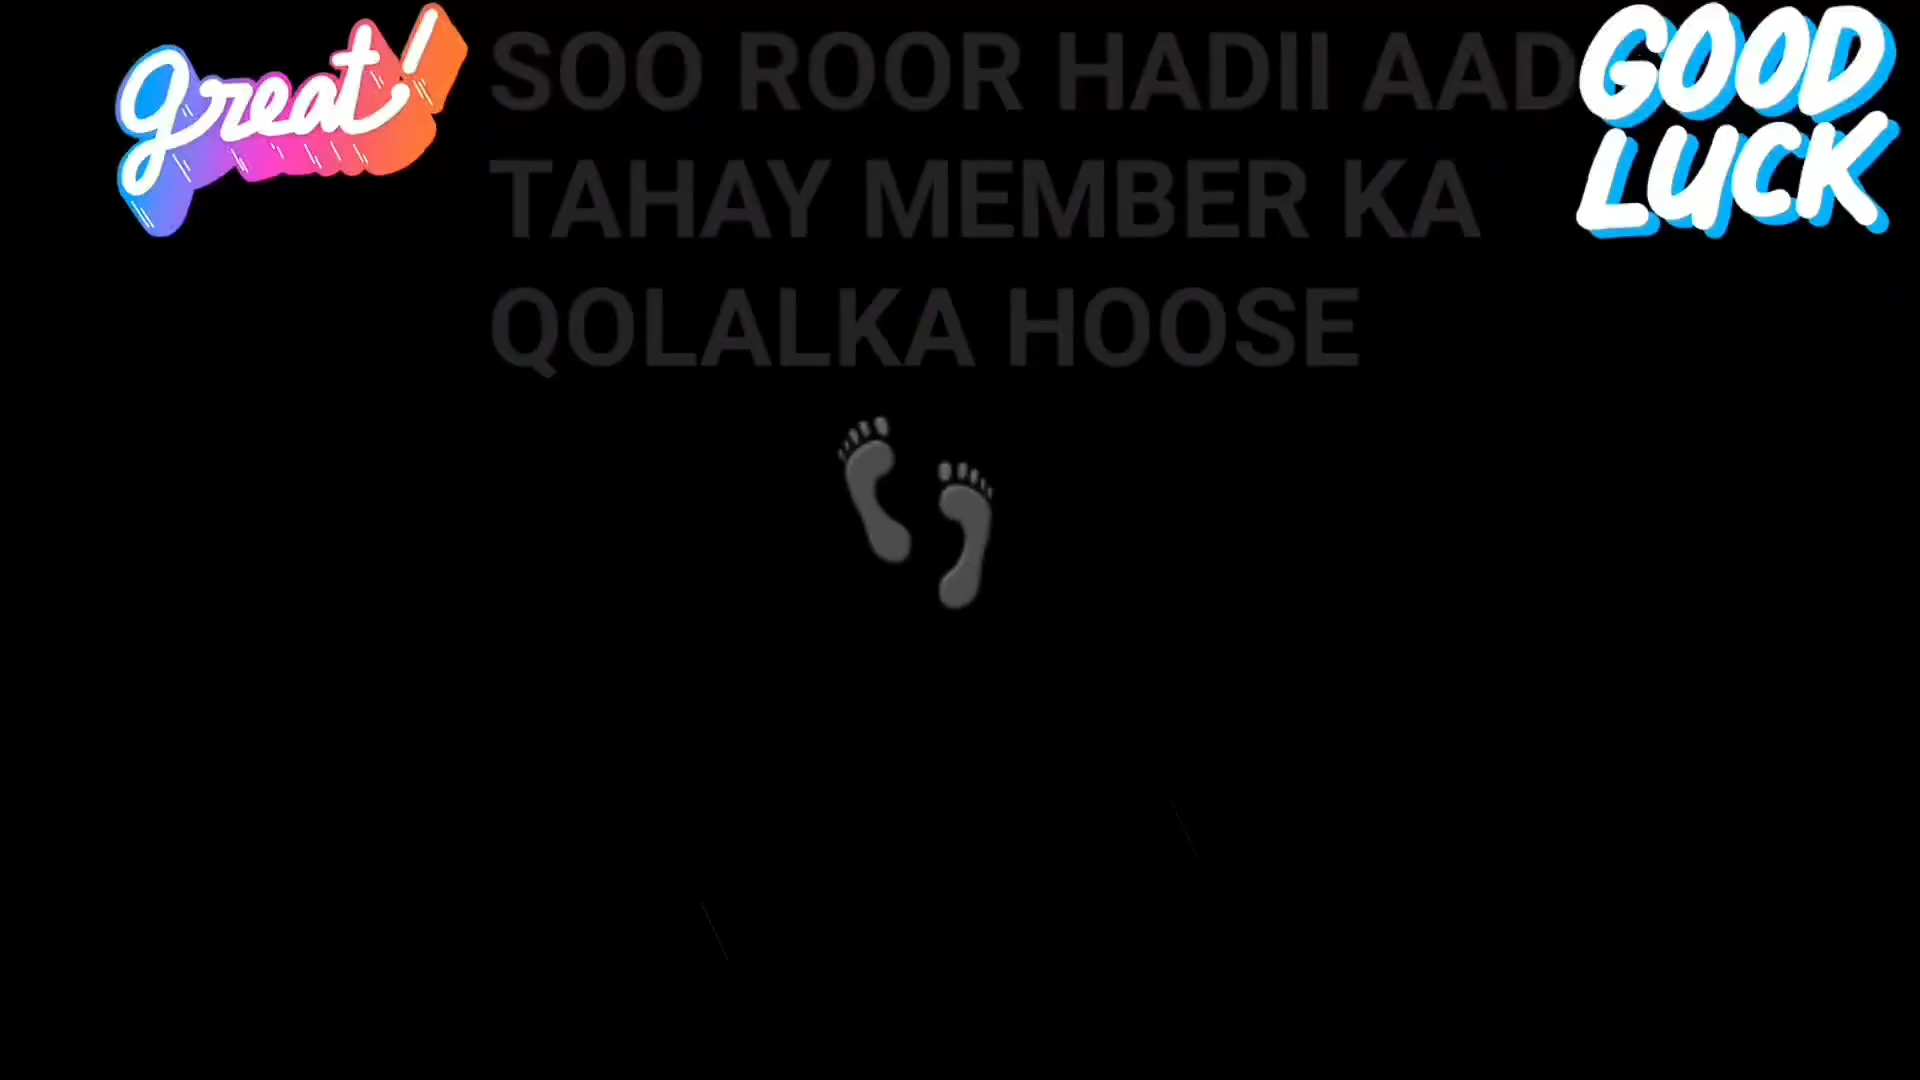 great!
SOO ROOR HADII AAD
TAHAY MEMBER KA
QOLALKA HOOSE
GOOD
LUCK